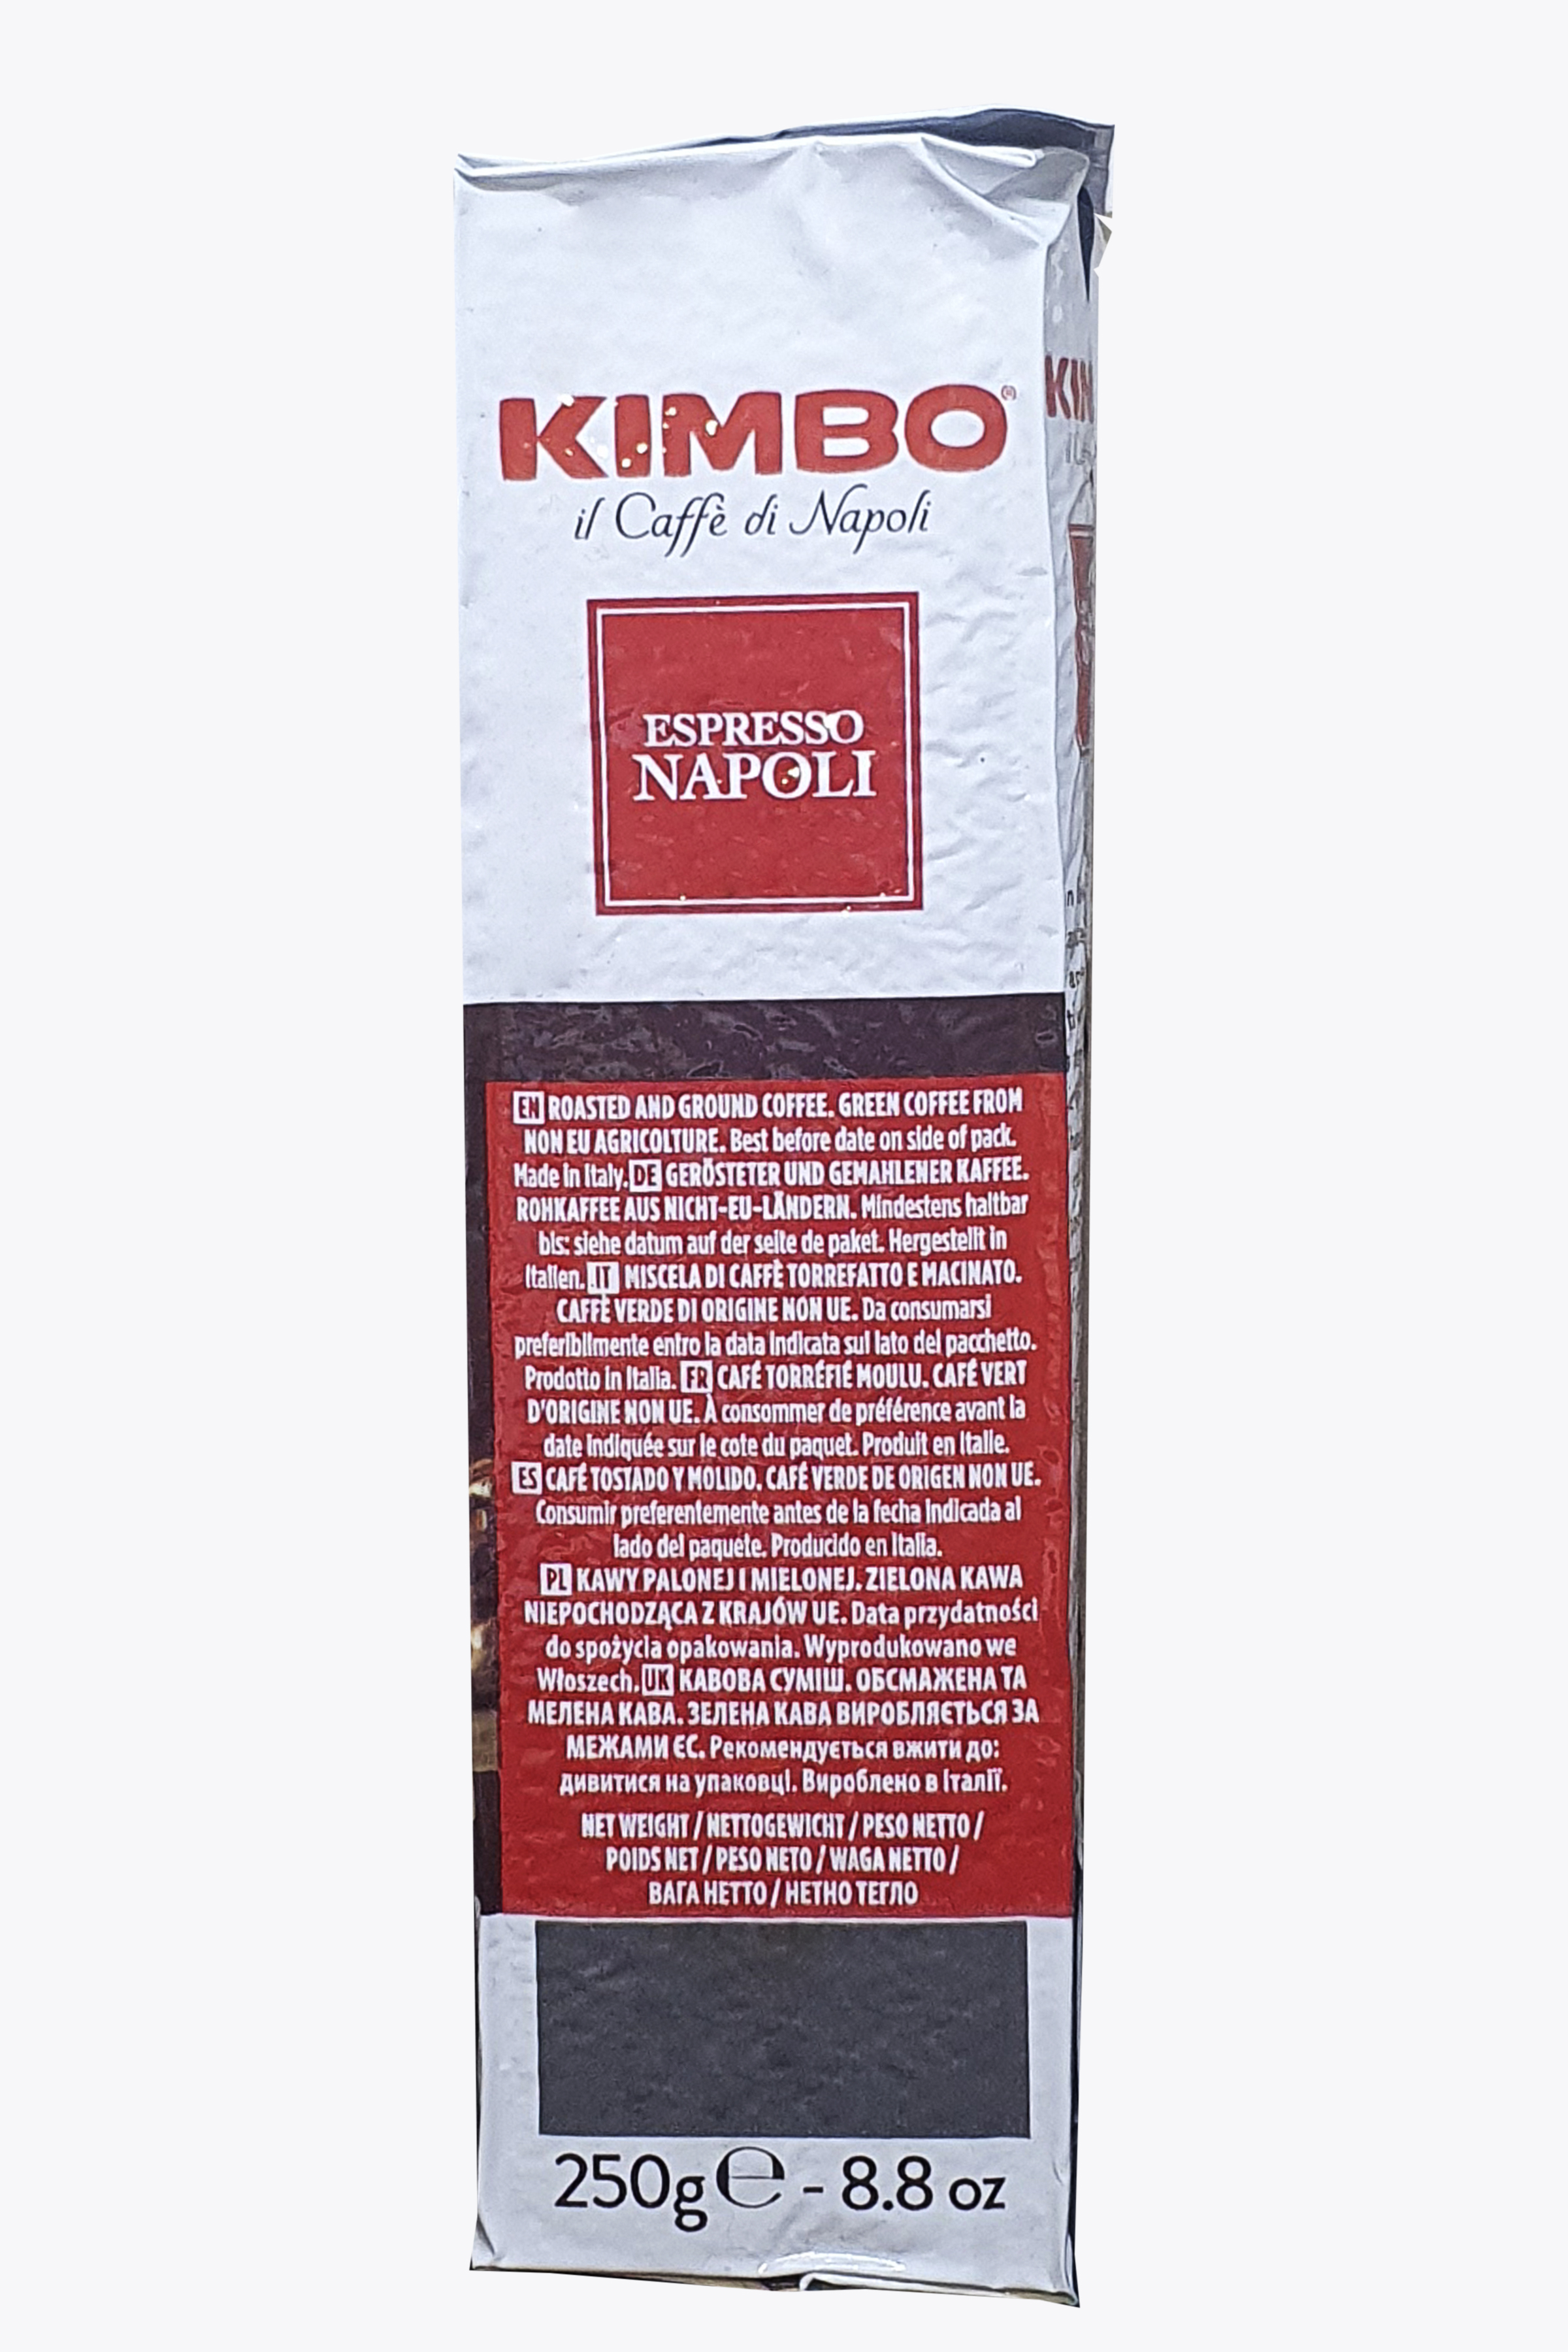 KIMBO®
il Caffè di Napoli
ESPRESSO
NAPOLI
EN ROASTED AND GROUND COFFEE. GREEN COFFEE FROM
NON EU AGRICOLTURE. Best before date on side of pack.
Made in Italy. DE GERÖSTETER UND GEMAHLENER KAFFEE.
ROHKAFFEE AUS NICHT-EU-LÄNDERN. Mindestens haltbar
bis: siehe datum auf der seite de paket. Hergestellt in
Italien. IT MISCELA DI CAFFÈ TORREFATTO E MACINATO.
CAFFÈ VERDE DI ORIGINE NON UE. Da consumarsi
preferibilmente entro la data indicata sul lato del pacchetto.
Prodotto in Italia. FR CAFÉ TORRÉFIÉ MOULU. CAFÉ VERT
D'ORIGINE NON UE. À consommer de préférence avant la
date indiquée sur le cote du paquet. Produit en Italie.
ES CAFÉ TOSTADO Y MOLIDO. CAFÉ VERDE DE ORIGEN NON UE.
Consumir preferentemente antes de la fecha indicada al
lado del paquete. Producido en Italia.
PL KAWY PALONEJ I MIELONEJ. ZIELONA KAWA
NIEPOCHODZĄCA Z KRAJÓW UE. Data przydatności
do spożycia opakowania. Wyprodukowano we
Włoszech. UK КАВОВА СУМІШ. ОБСМАЖЕНА ТА
МЕЛЕНА КАВА. ЗЕЛЕНА КАВА ВИРОБЛЯЄТЬСЯ ЗА
МЕЖАМИ ЄС. Рекомендується вжити до:
дивитися на упаковці. Вироблено в Італії.
NET WEIGHT / NETTOGEWICHT / PESO NETTO /
POIDS NET / PESO NETO / WAGA NETTO /
ВАГА НЕТТО / НЕТНО ТЕГЛО
250g ℮ - 8.8 oz
KIM